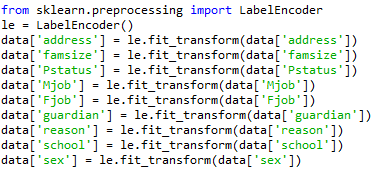 from sklearn.preprocessing import LabelEncoder
le = LabelEncoder()
data['address'] = le.fit_transform(data['address'])
data['famsize'] = le.fit_transform(data['famsize'])
data['Pstatus'] = le.fit_transform(data['Pstatus'])
data['Mjob'] = le.fit_transform(data['Mjob'])
data['Fjob'] = le.fit_transform(data['Fjob'])
data['guardian'] = le.fit_transform(data['guardian'])
data['reason'] = le.fit_transform(data['reason'])
data['school'] = le.fit_transform(data['school'])
data['sex'] = le.fit_transform(data['sex'])